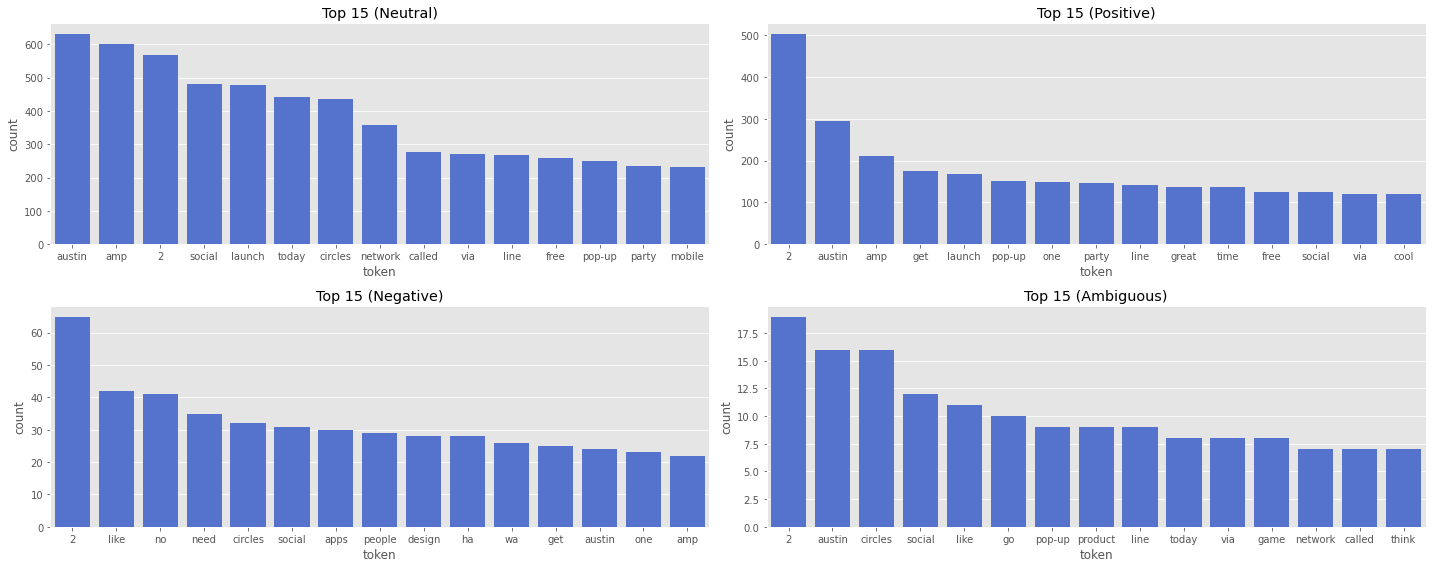 Top 15 (Neutral)
count
600
500
400
300
200
100
0
austin amp 2 social launch today circles network called via line free pop-up party mobile
token
Top 15 (Positive)
count
500
400
300
200
100
0
2 austin amp get launch pop-up one party line great time free social via cool
token
Top 15 (Negative)
count
60
50
40
30
20
10
0
2 like no need circles social apps people design ha wa get austin one amp
token
Top 15 (Ambiguous)
count
17.5
15.0
12.5
10.0
7.5
5.0
2.5
0.0
2 austin circles social like go pop-up product line today via game network called think
token